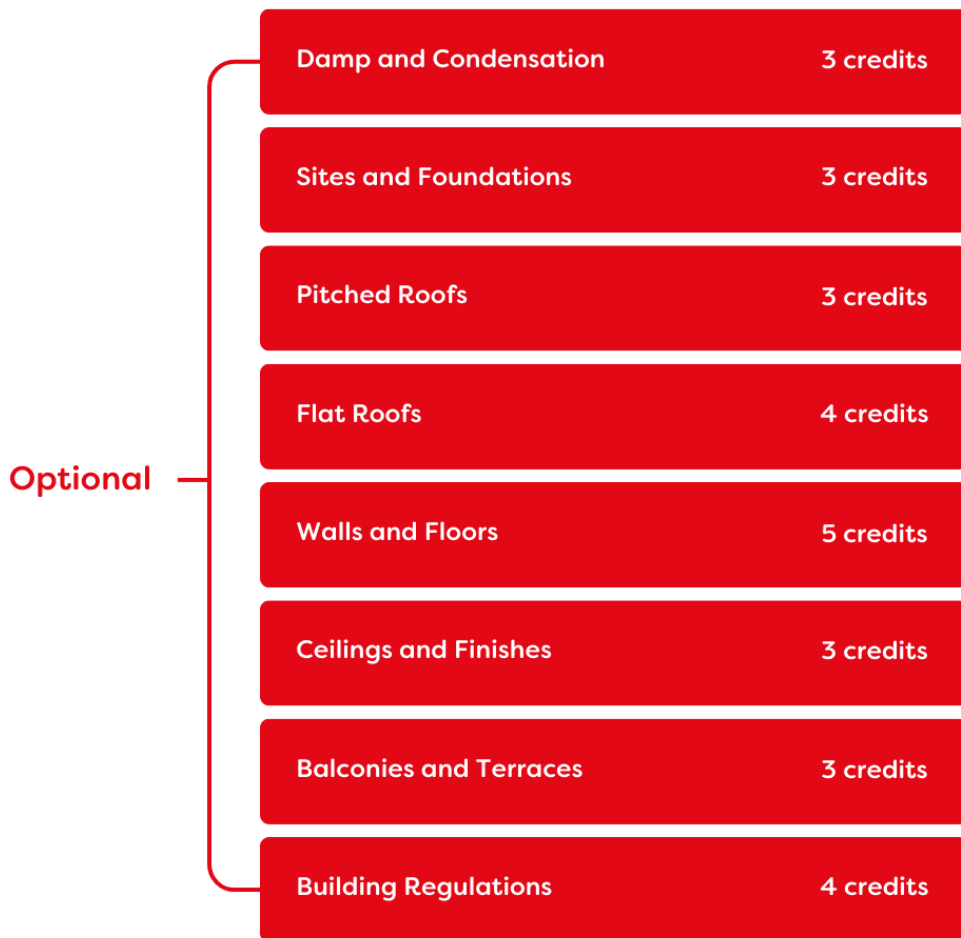 Damp and Condensation 3 credits
Sites and Foundations 3 credits
Pitched Roofs 3 credits
Flat Roofs 4 credits
Optional
Walls and Floors 5 credits
Ceilings and Finishes 3 credits
Balconies and Terraces 3 credits
Building Regulations 4 credits